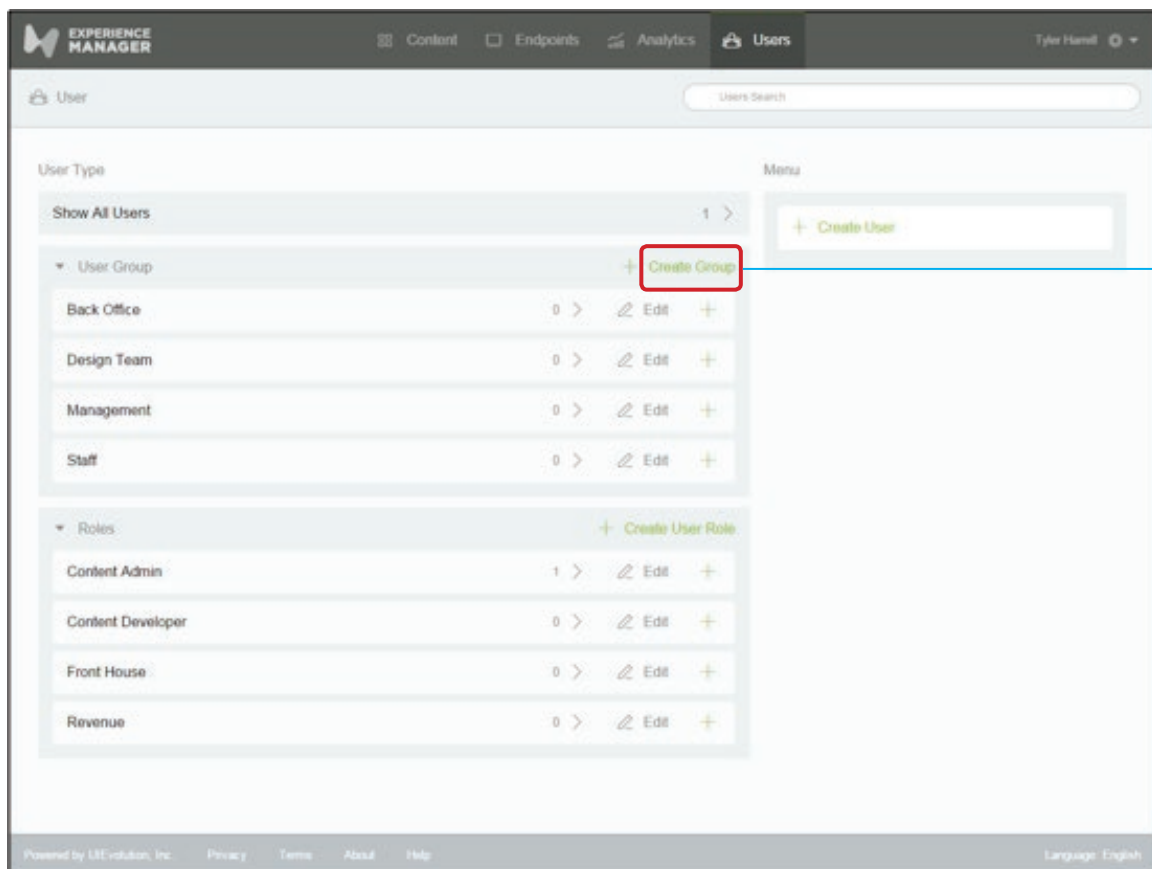 EXPERIENCE
MANAGER
Content
Endpoints
Analytics
Users
Tyler Harrell
User
Users Search
User Type
Menu
Show All Users 1
Create User
User Group
Create Group
Back Office 0 Edit
Design Team 0 Edit
Management 0 Edit
Staff 0 Edit
Roles
Create User Role
Content Admin 1 Edit
Content Developer 0 Edit
Front House 0 Edit
Revenue 0 Edit
Powered by UIEvolution, Inc
Privacy
Terms
About
Help
Language: English